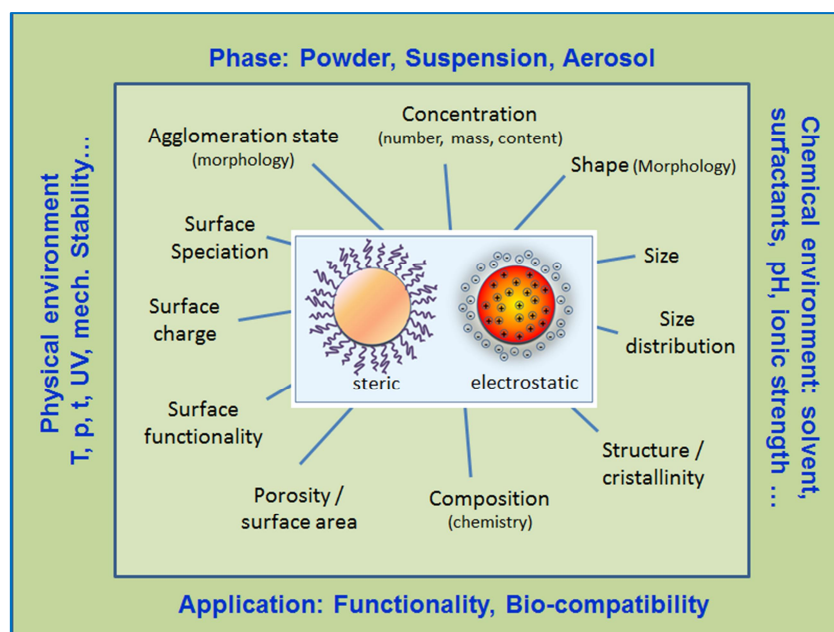 Phase: Powder, Suspension, Aerosol
Physical environment
T, p, t, UV, mech. Stability...
Chemical environment: solvent,
surfactants, pH, ionic strength ...
Concentration
(number, mass, content)
Agglomeration state
(morphology)
Shape (Morphology)
Surface
Speciation
Size
Surface
charge
Size
distribution
steric
electrostatic
Surface
functionality
Structure /
cristallinity
Porosity /
surface area
Composition
(chemistry)
Application: Functionality, Bio-compatibility